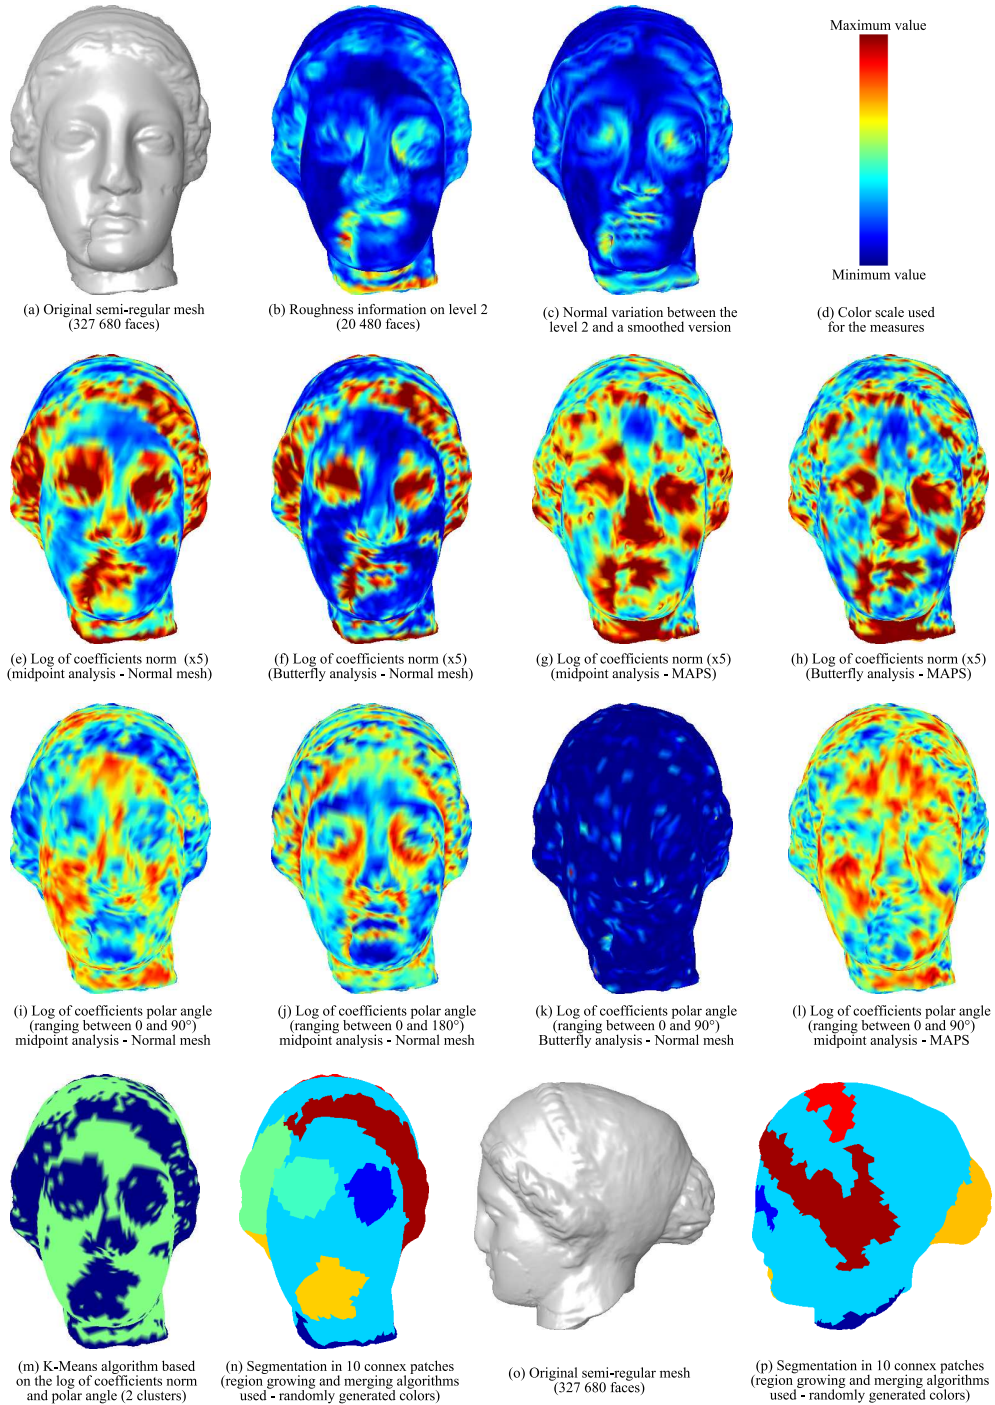 Maximum value
Minimum value
(a) Original semi-regular mesh
(327 680 faces)
(b) Roughness information on level 2
(20 480 faces)
(c) Normal variation between the
level 2 and a smoothed version
(d) Color scale used
for the measures
(e) Log of coefficients norm (x5)
(midpoint analysis - Normal mesh)
(f) Log of coefficients norm (x5)
(Butterfly analysis - Normal mesh)
(g) Log of coefficients norm (x5)
(midpoint analysis - MAPS)
(h) Log of coefficients norm (x5)
(Butterfly analysis - MAPS)
(i) Log of coefficients polar angle
(ranging between 0 and 90°)
midpoint analysis - Normal mesh
(j) Log of coefficients polar angle
(ranging between 0 and 180°)
midpoint analysis - Normal mesh
(k) Log of coefficients polar angle
(ranging between 0 and 90°)
Butterfly analysis - Normal mesh
(l) Log of coefficients polar angle
(ranging between 0 and 90°)
midpoint analysis - MAPS
(m) K-Means algorithm based
on the log of coefficients norm
and polar angle (2 clusters)
(n) Segmentation in 10 connex patches
(region growing and merging algorithms
used - randomly generated colors)
(o) Original semi-regular mesh
(327 680 faces)
(p) Segmentation in 10 connex patches
(region growing and merging algorithms
used - randomly generated colors)